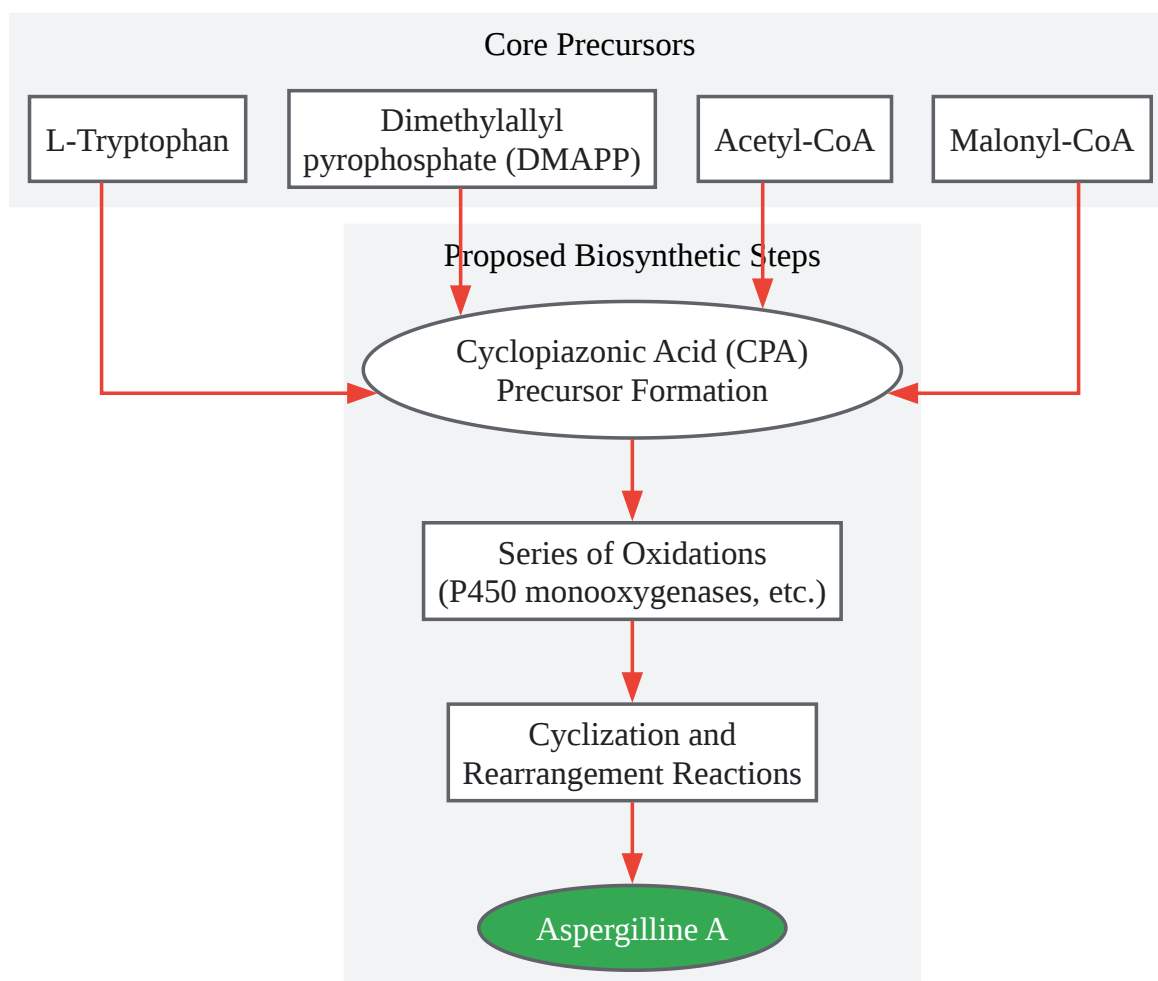 Core Precursors
L-Tryptophan
Dimethylallyl
pyrophosphate (DMAPP)
Acetyl-CoA
Malonyl-CoA
Proposed Biosynthetic Steps
Cyclopiazonic Acid (CPA)
Precursor Formation
Series of Oxidations
(P450 monooxygenases, etc.)
Cyclization and
Rearrangement Reactions
Aspergilline A